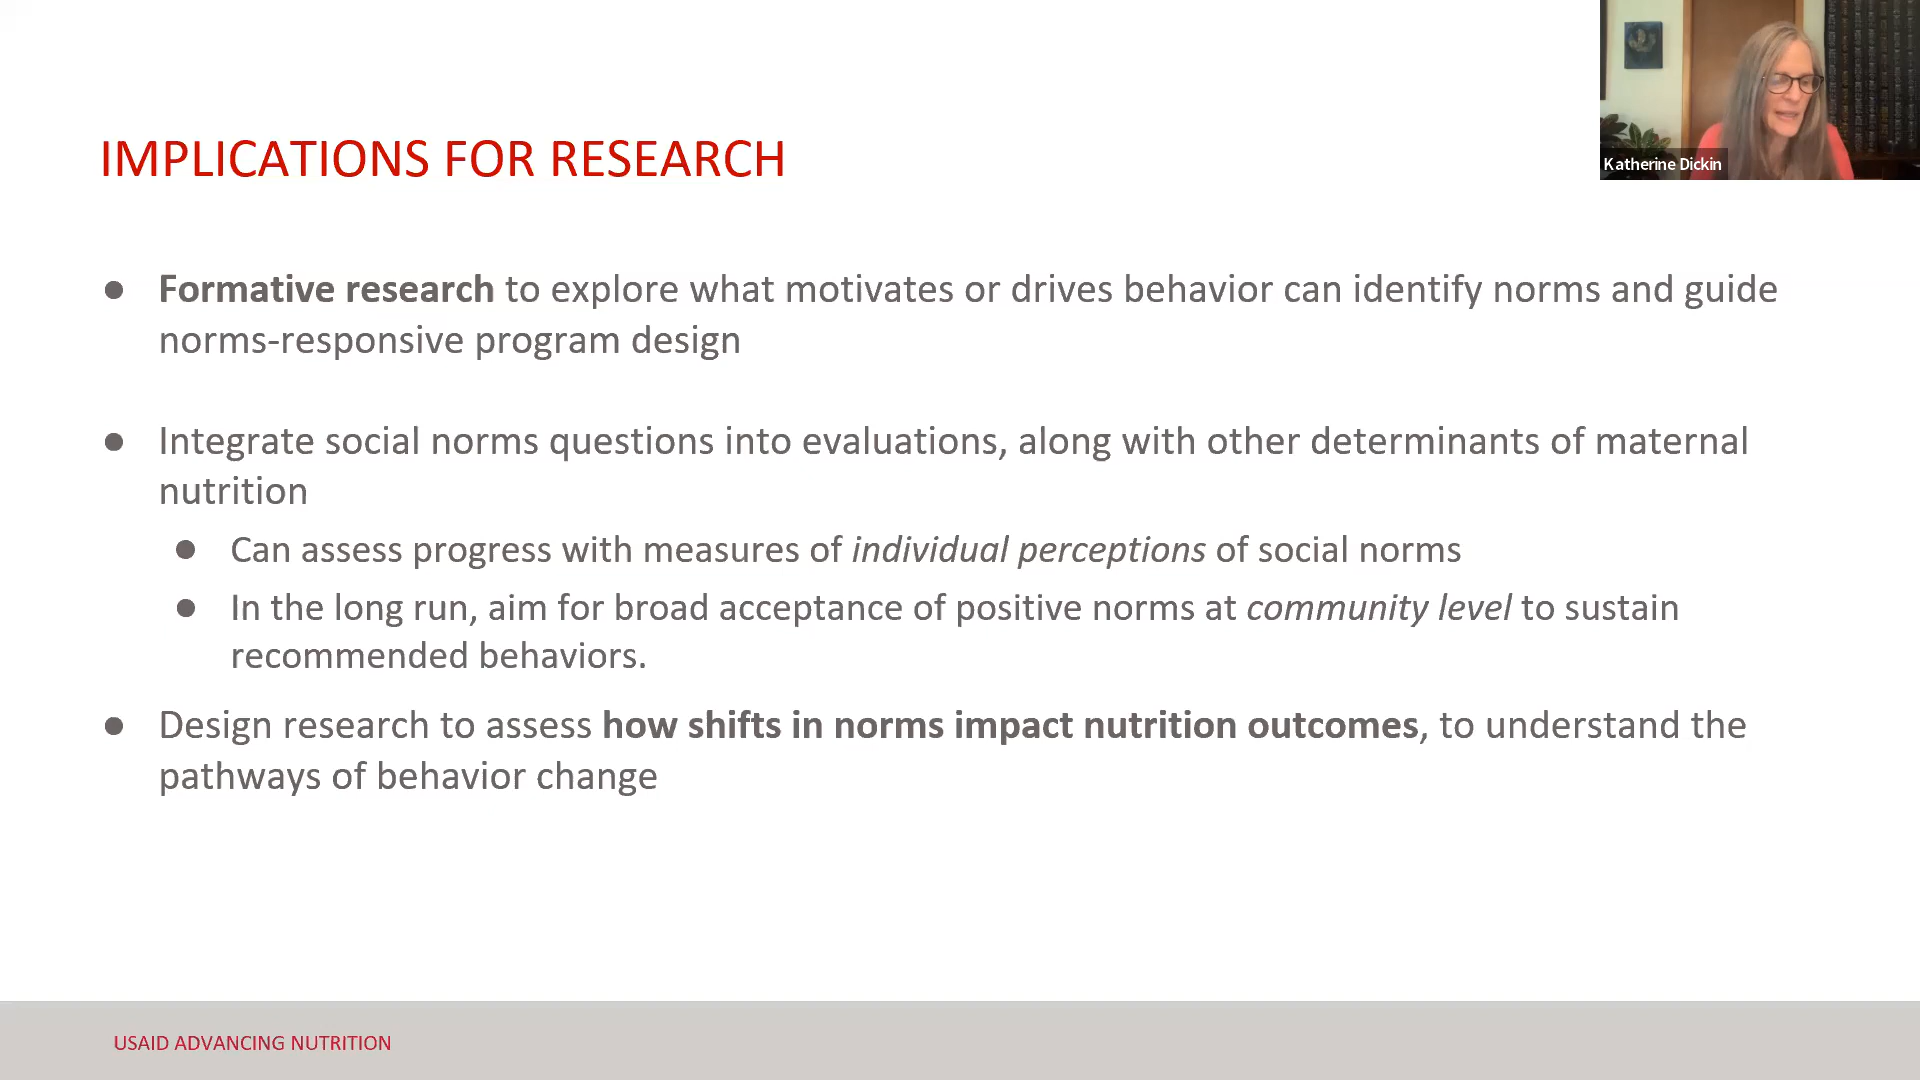 Katherine Dickin
IMPLICATIONS FOR RESEARCH
● Formative research to explore what motivates or drives behavior can identify norms and guide
norms-responsive program design
● Integrate social norms questions into evaluations, along with other determinants of maternal
nutrition
● Can assess progress with measures of individual perceptions of social norms
● In the long run, aim for broad acceptance of positive norms at community level to sustain
recommended behaviors.
● Design research to assess how shifts in norms impact nutrition outcomes, to understand the
pathways of behavior change
USAID ADVANCING NUTRITION